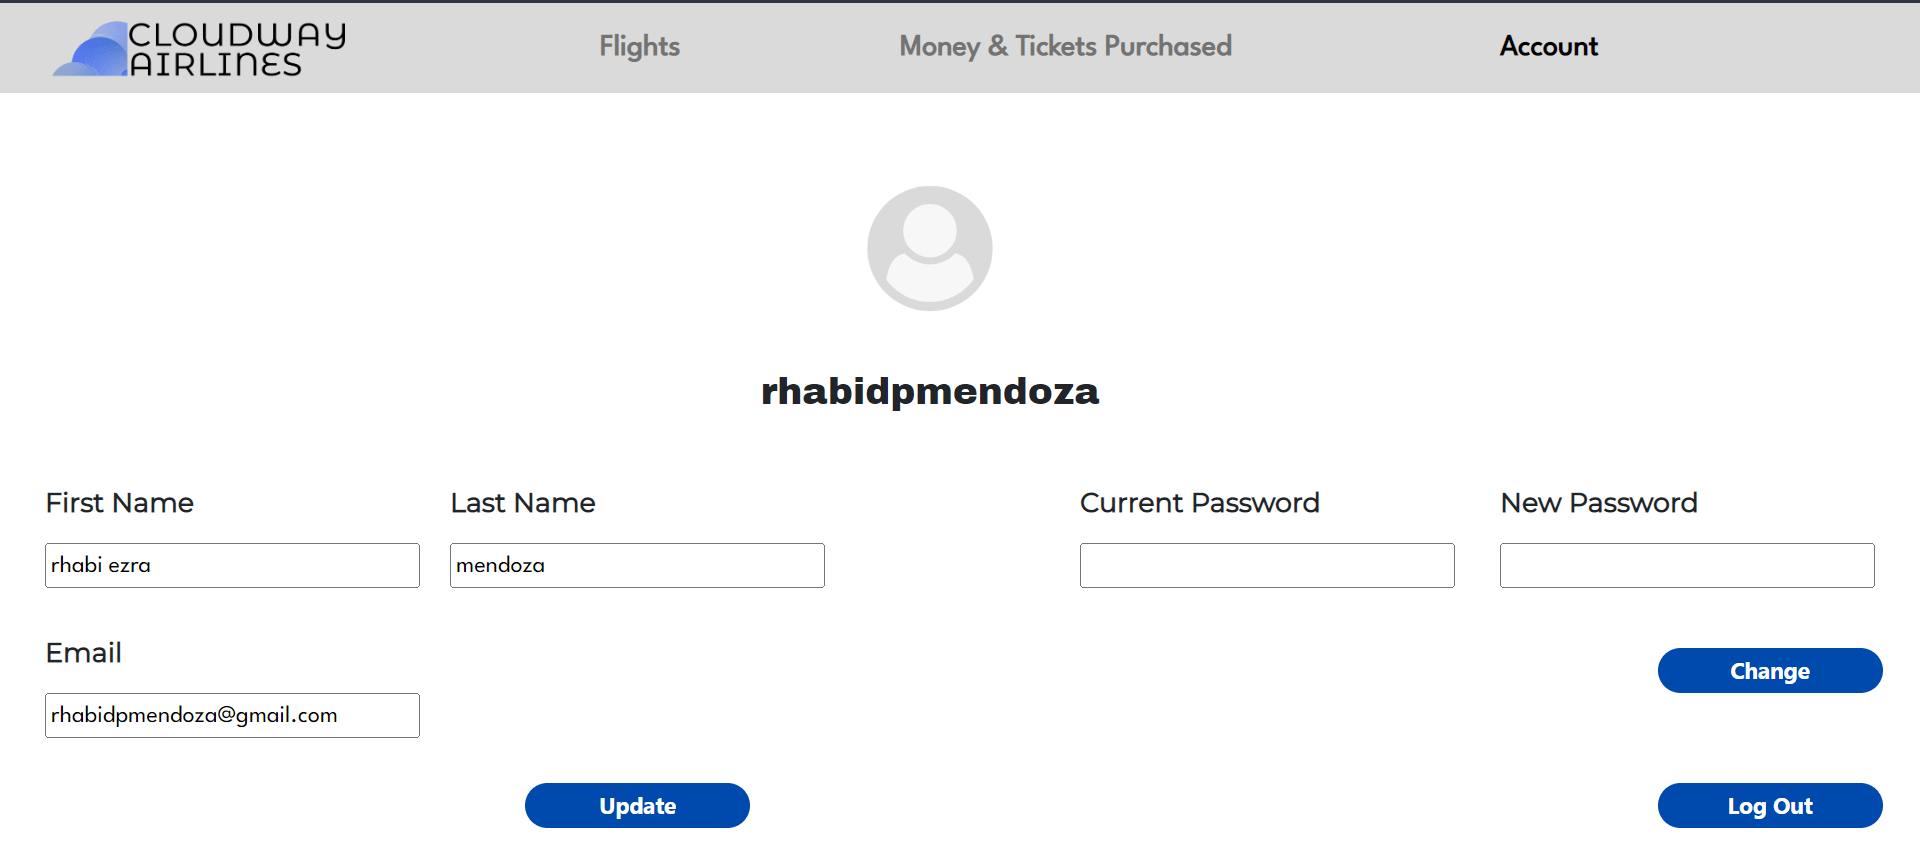 CLOUDWAY
AIRLINES
Flights
Money & Tickets Purchased
Account
rhabidpmendoza
First Name
Last Name
Current Password
New Password
rhabi ezra
mendoza
Email
Change
rhabidpmendoza@gmail.com
Update
Log Out